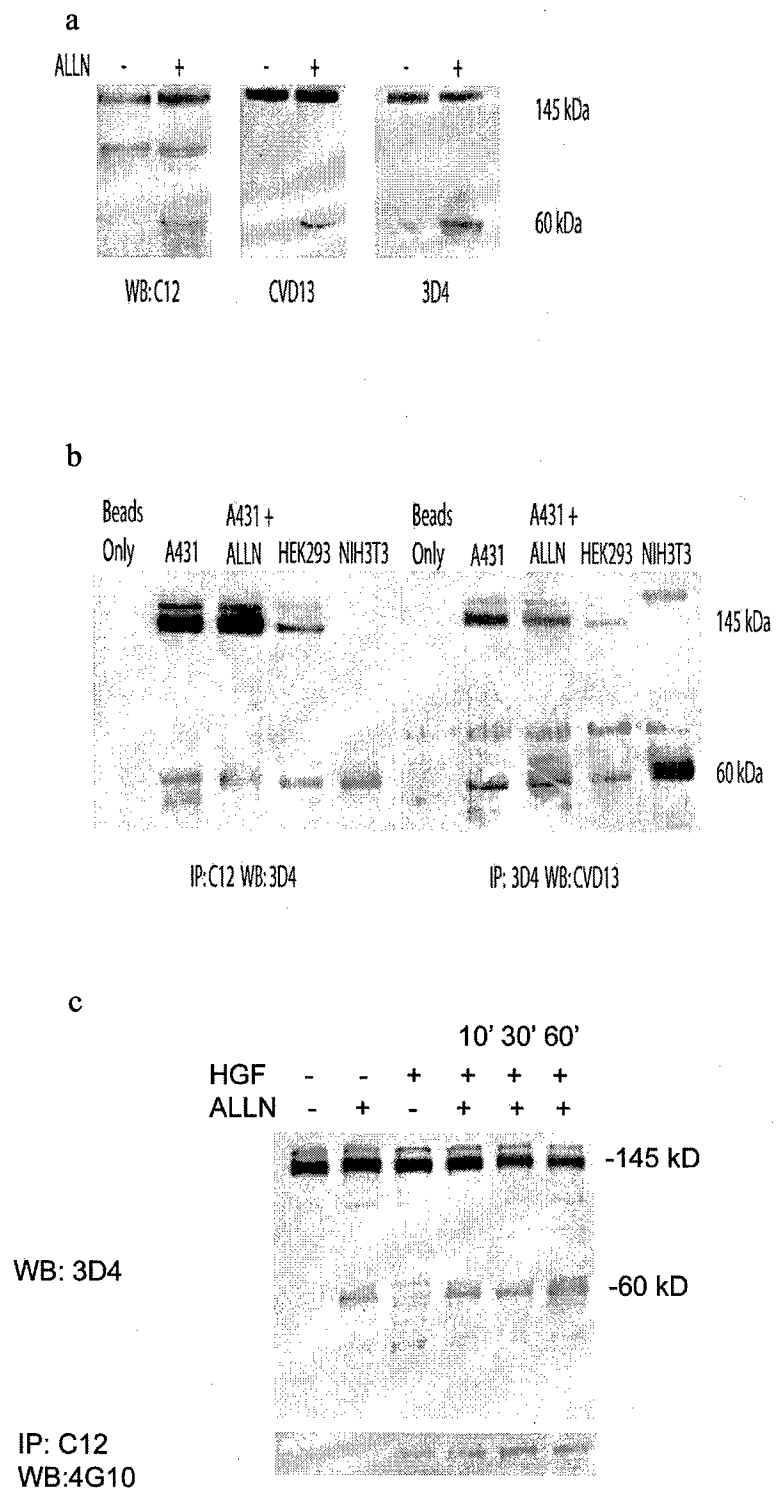 a
ALLN - + - + - +
145 kDa
60 kDa
WB: C12 CVD13 3D4
b
Beads A431 + Beads A431 +
Only A431 ALLN HEK293 NIH3T3 Only A431 ALLN HEK293 NIH3T3
145 kDa
60 kDa
IP: C12 WB: 3D4 IP: 3D4 WB: CVD13
c
10' 30' 60'
HGF - - + + + +
ALLN - + - + + +
-145 kD
WB: 3D4
-60 kD
IP: C12
WB:4G10